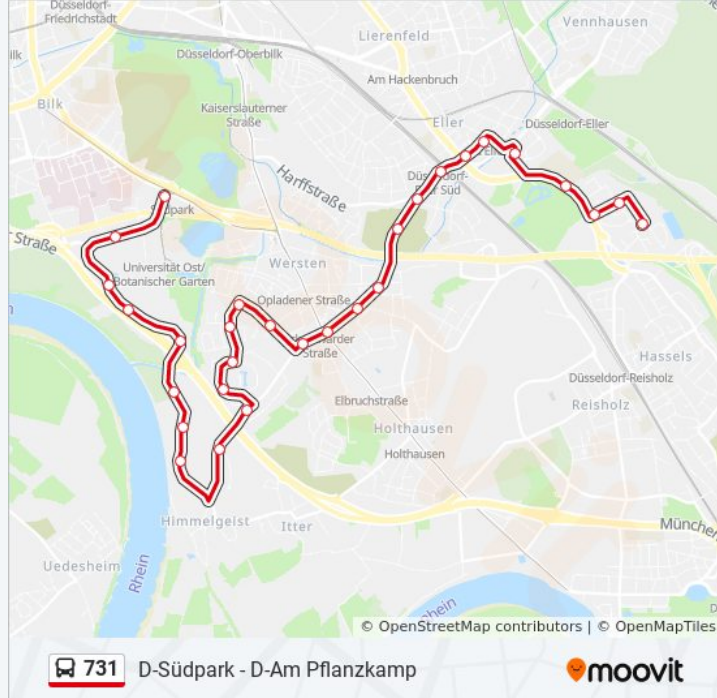 Düsseldorf-
Friedrichstadt
Vennhausen
Lierenfeld
Düsseldorf-Oberbilk
Am Hackenbruch
Bilk
Kaiserslauterner
Straße
Eller
Düsseldorf-Eller
Harffstraße
Süd
Südpark
Straße
Universität Ost/
Botanischer Garten
Wersten
Opladener Straße
Straße
Hassels
Düsseldorf-Reisholz
Reisholz
Elbruchstraße
Holthausen
Holthausen
Himmelgeist
Itter
Münchener
Uedesheim
Rhein
Rhein
© OpenStreetMap contributors | © OpenMapTiles
731 D-Südpark - D-Am Pflanzkamp
moovit